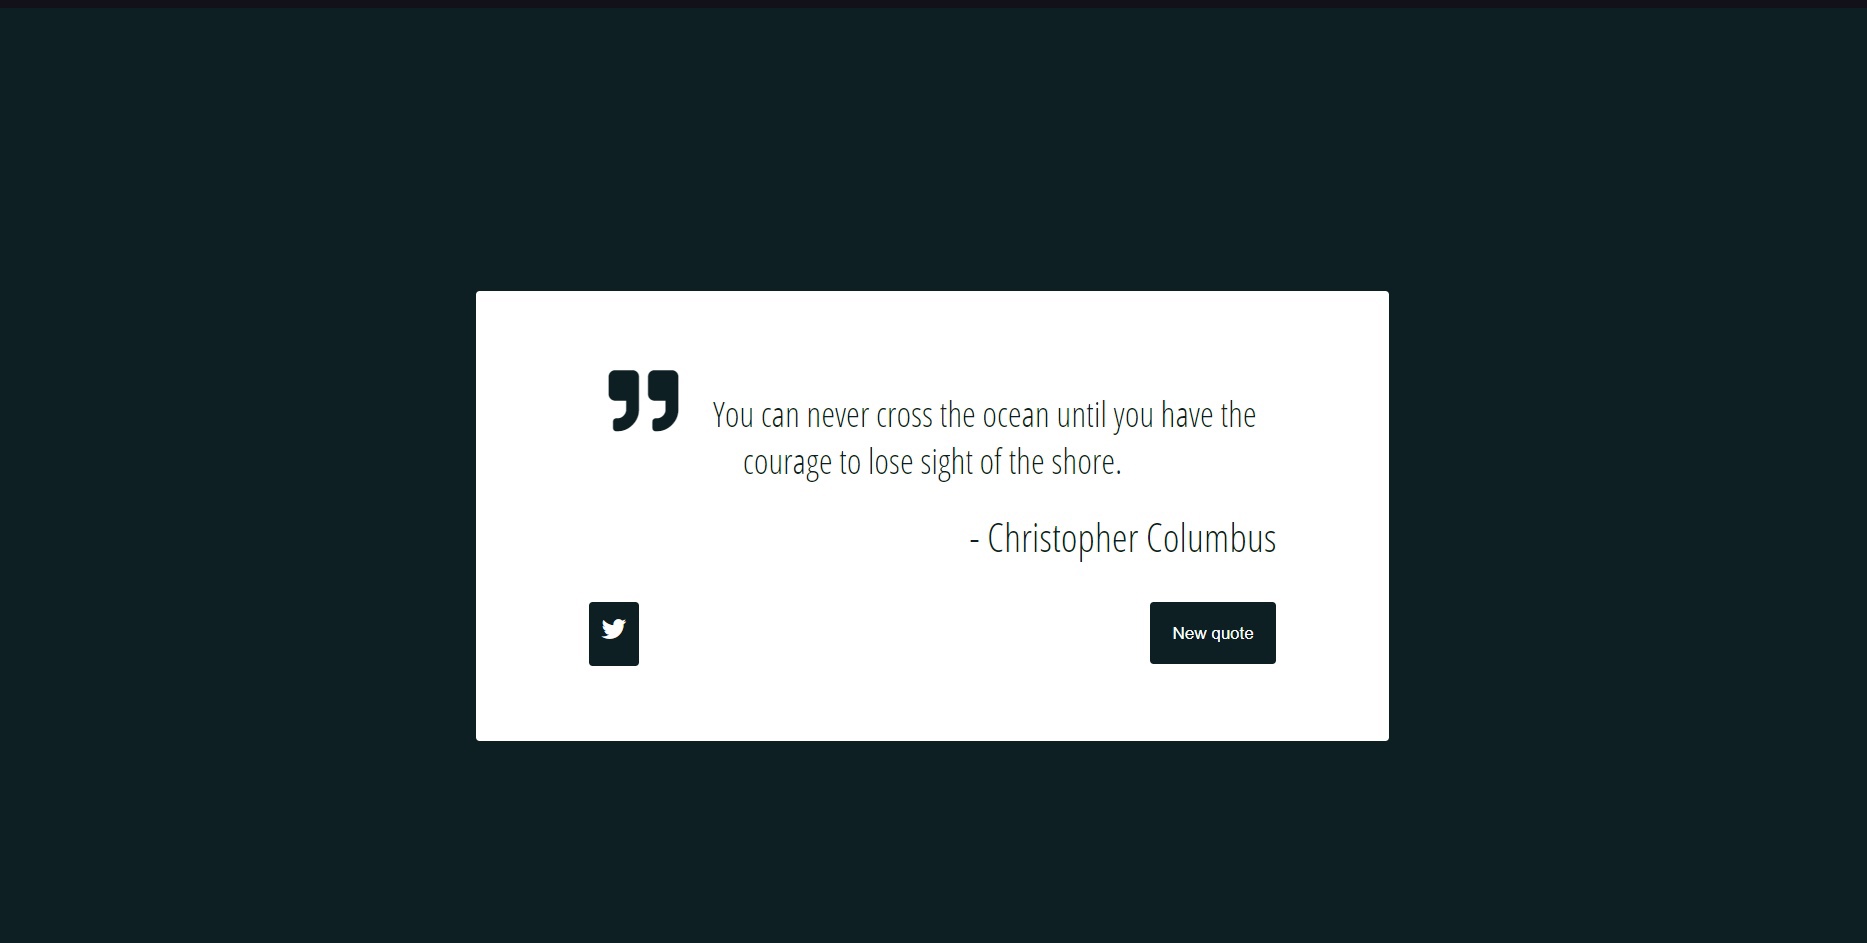 You can never cross the ocean until you have the
courage to lose sight of the shore.
- Christopher Columbus
New quote